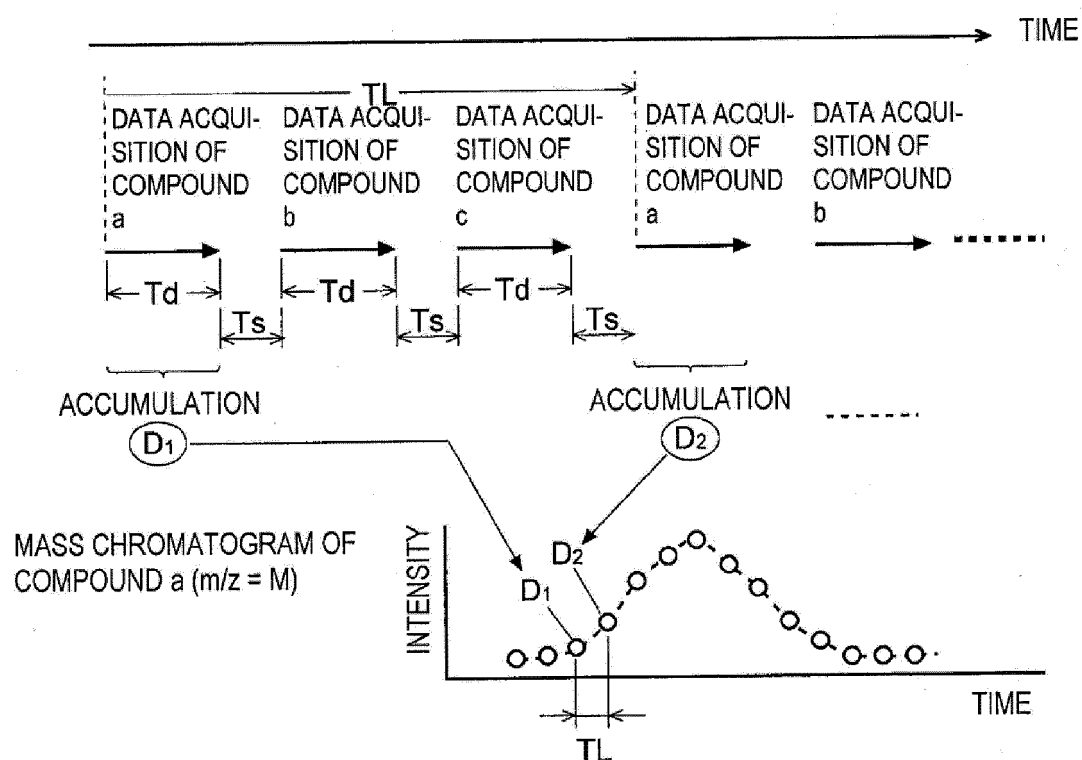 TIME
TL
DATA ACQUI-
SITION OF
COMPOUND
a
DATA ACQUI-
SITION OF
COMPOUND
b
DATA ACQUI-
SITION OF
COMPOUND
c
DATA ACQUI-
SITION OF
COMPOUND
a
DATA ACQUI-
SITION OF
COMPOUND
b
Td
Td
Td
Ts
Ts
Ts
ACCUMULATION
D1
ACCUMULATION
D2
MASS CHROMATOGRAM OF
COMPOUND a (m/z = M)
INTENSITY
D1
D2
TIME
TL